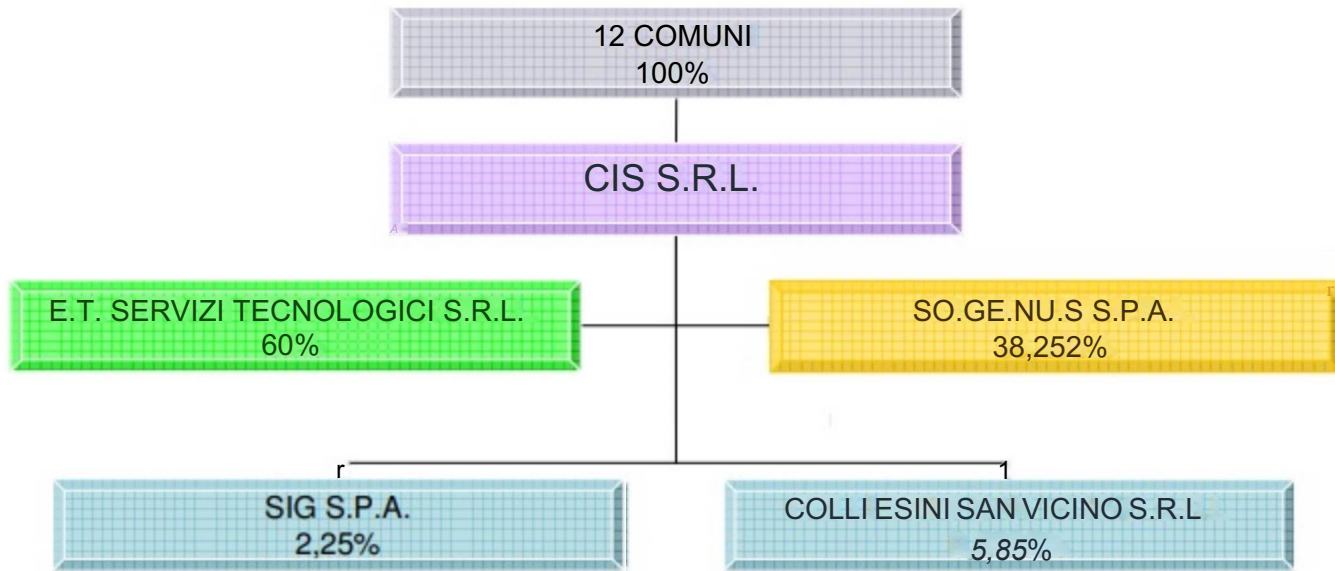 12 COMUNI
100%
CIS S.R.L.
E.T. SERVIZI TECNOLOGICI S.R.L.
60%
SO.GE.NU.S S.P.A.
38,252%
SIG S.P.A.
2,25%
COLLI ESINI SAN VICINO S.R.L
5,85%